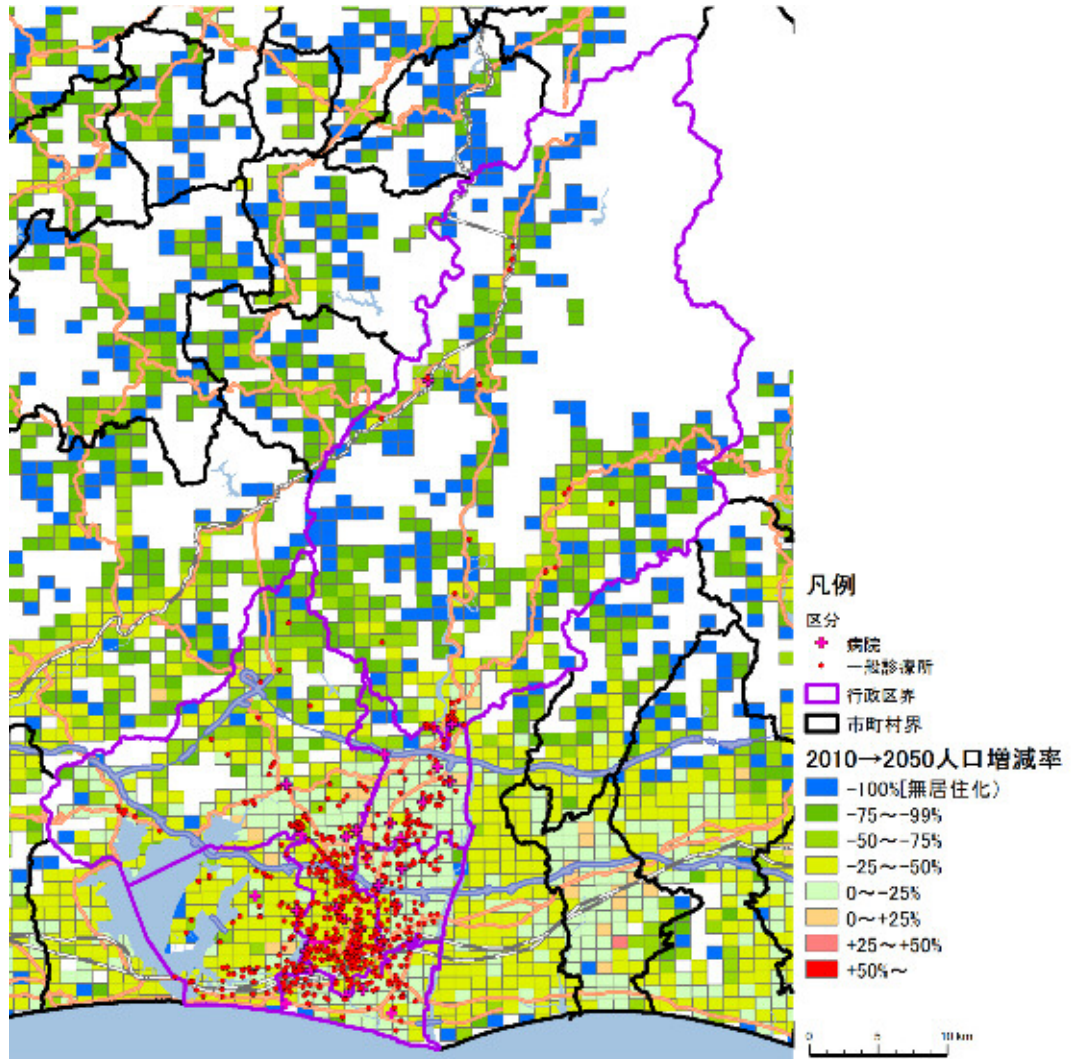 凡例
区分
病院
一般診療所
行政区界
市町村界
2010→2050人口増減率
-100%[無居住化)
-75～-99%
-50～-75%
-25～-50%
0～-25%
0～+25%
+25～+50%
+50%～
0 5 10 km